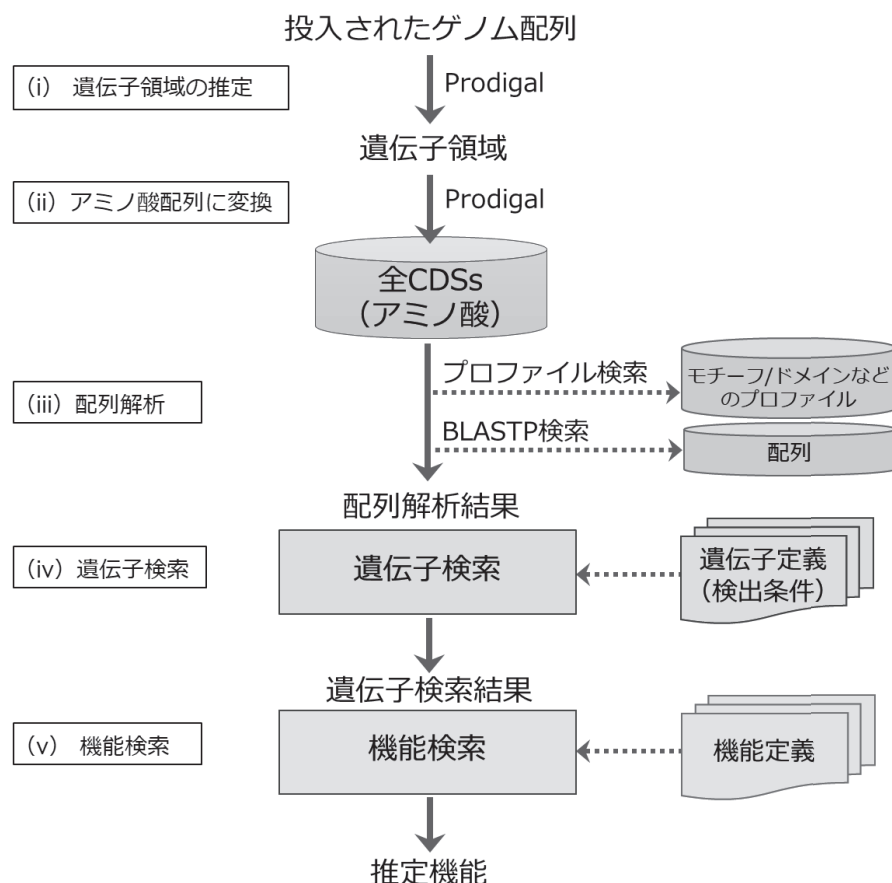 投入されたゲノム配列
(i) 遺伝子領域の推定
Prodigal
遺伝子領域
(ii) アミノ酸配列に変換
Prodigal
全CDSs
(アミノ酸)
プロファイル検索
モチーフ/ドメインなど
のプロファイル
(iii) 配列解析
BLASTP検索
配列
配列解析結果
(iv) 遺伝子検索
遺伝子検索
遺伝子定義
(検出条件)
遺伝子検索結果
(v) 機能検索
機能検索
機能定義
推定機能